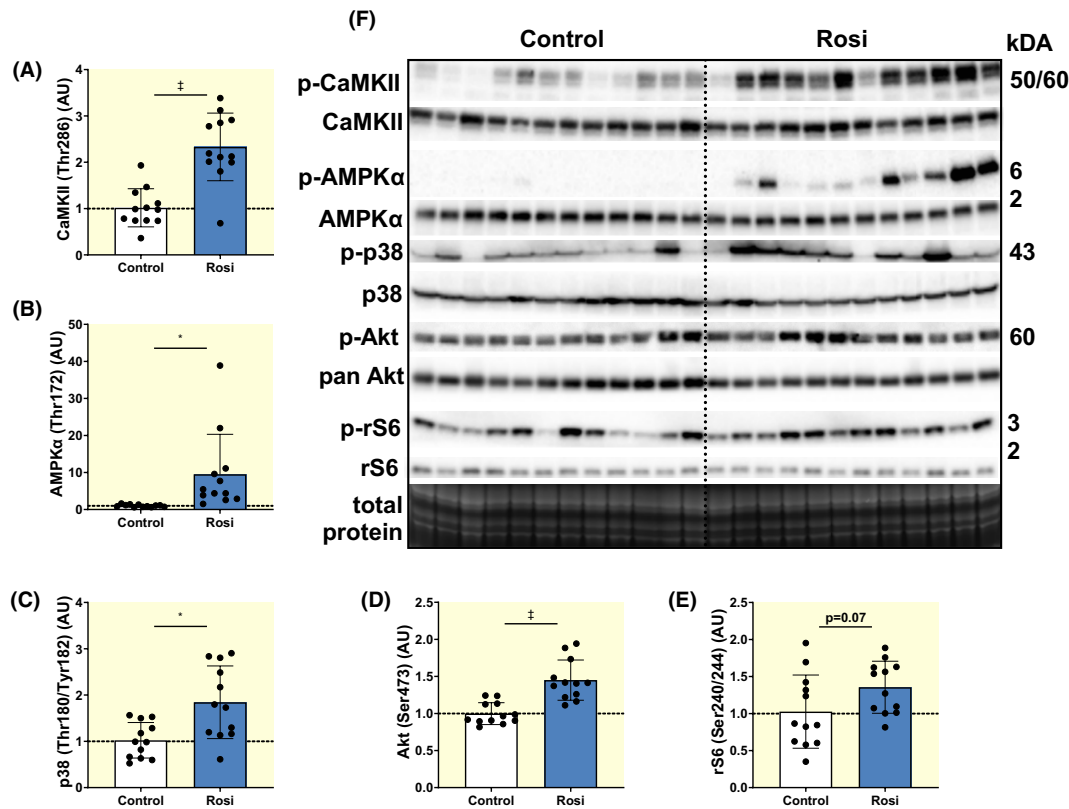 (A)
CaMKII (Thr286) (AU)
4
3
2
1
0
‡
Control
Rosi
(B)
AMPKα (Thr172) (AU)
50
40
30
20
10
0
*
Control
Rosi
(C)
p38 (Thr180/Tyr182) (AU)
4
3
2
1
0
*
Control
Rosi
(F)
Control
Rosi
kDA
p-CaMKII
50/60
CaMKII
p-AMPKα
6
2
AMPKα
p-p38
43
p38
p-Akt
60
pan Akt
p-rS6
3
2
rS6
total
protein
(D)
Akt (Ser473) (AU)
2.5
2.0
1.5
1.0
0.5
0.0
‡
Control
Rosi
(E)
rS6 (Ser240/244) (AU)
2.5
2.0
1.5
1.0
0.5
0.0
p=0.07
Control
Rosi